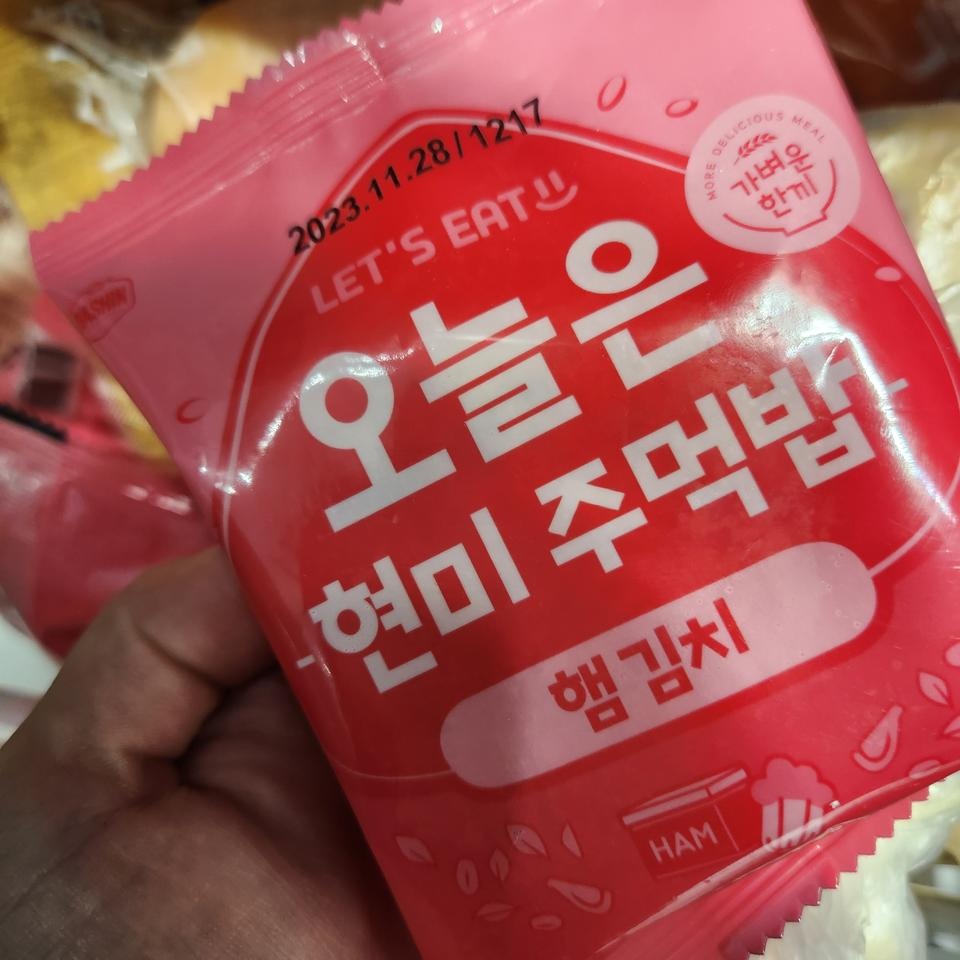 2023.11.28/1217
MORE DELICIOUS MEAL
가벼운
한끼
LET'S EAT
오늘은
현미 주먹밥
햄김치
HAM